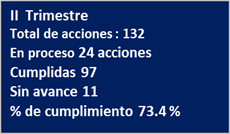 II Trimestre
Total de acciones : 132
En proceso 24 acciones
Cumplidas 97
Sin avance 11
% de cumplimiento 73.4 %